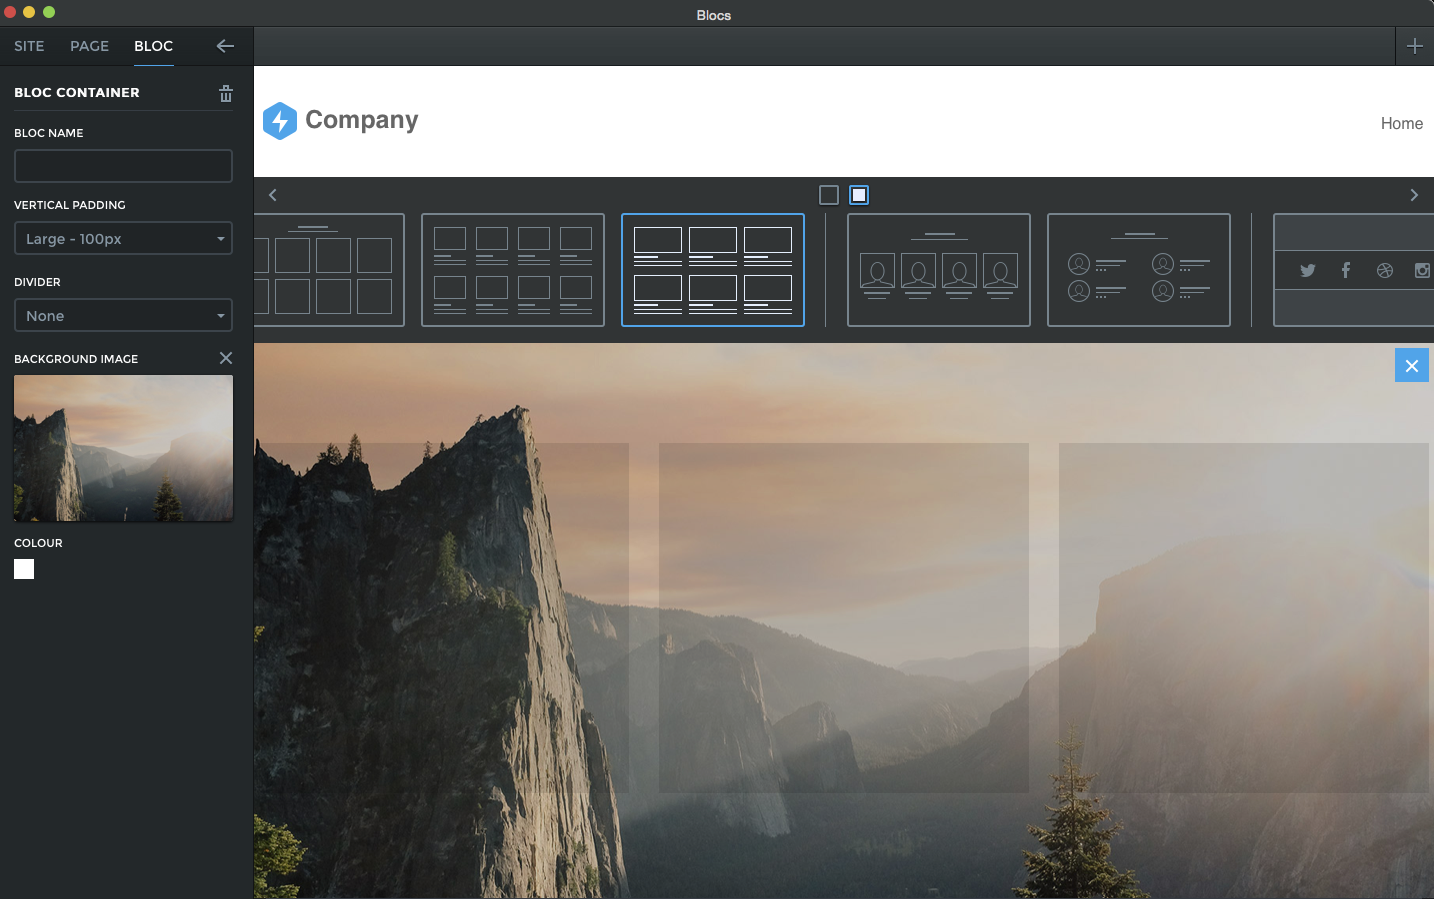 Blocs
SITE PAGE BLOC
BLOC CONTAINER
BLOC NAME
VERTICAL PADDING
Large - 100px
DIVIDER
None
BACKGROUND IMAGE
COLOUR
Company
Home